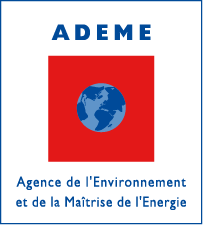 ADEME
Agence de l'Environnement
et de la Maîtrise de l'Energie